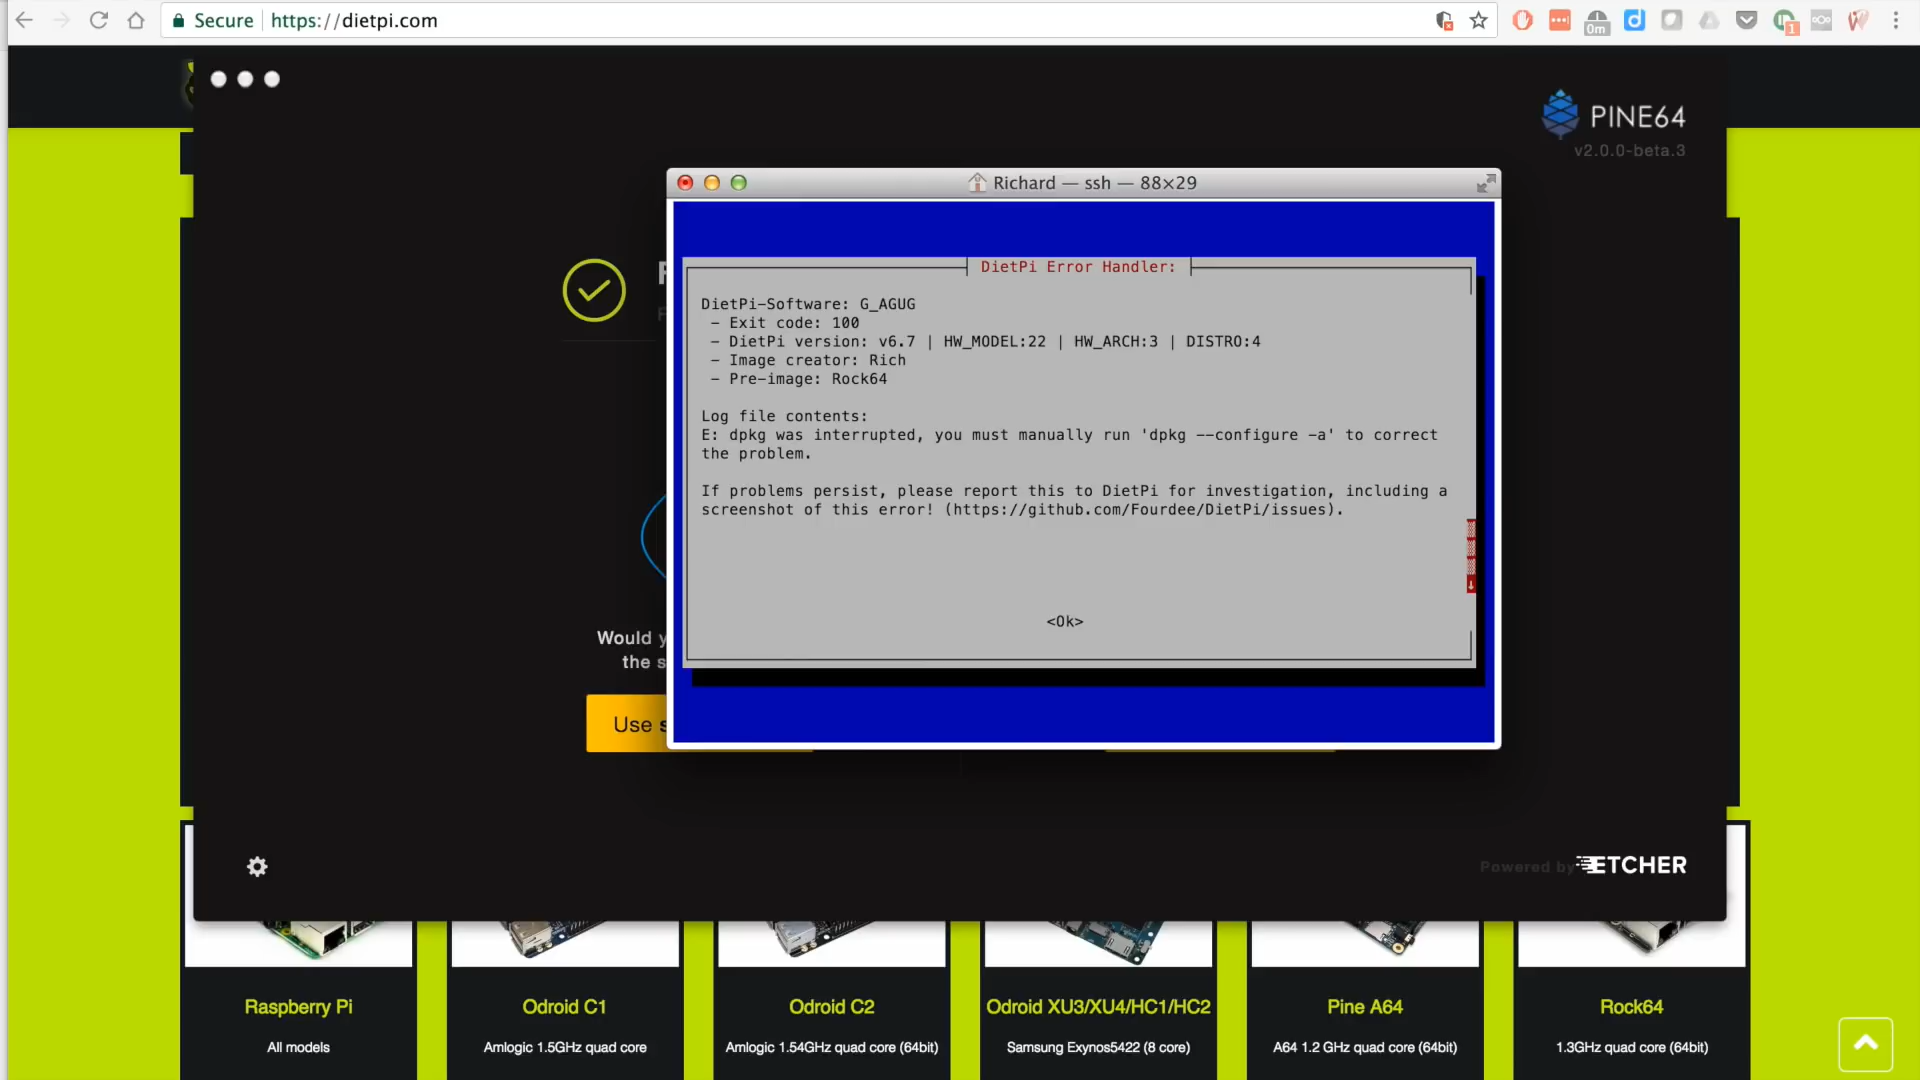 Secure https://dietpi.com
0m
1
PINE64
v2.0.0-beta.3
Richard — ssh — 88×29
DietPi Error Handler:
DietPi-Software: G_AGUG
- Exit code: 100
- DietPi version: v6.7 | HW_MODEL:22 | HW_ARCH:3 | DISTRO:4
- Image creator: Rich
- Pre-image: Rock64
Log file contents:
E: dpkg was interrupted, you must manually run 'dpkg --configure -a' to correct
the problem.
If problems persist, please report this to DietPi for investigation, including a
screenshot of this error! (https://github.com/Fourdee/DietPi/issues).
<Ok>
Would y
the s
Use s
Powered by ETCHER
Raspberry Pi
All models
Odroid C1
Amlogic 1.5GHz quad core
Odroid C2
Amlogic 1.54GHz quad core (64bit)
Odroid XU3/XU4/HC1/HC2
Samsung Exynos5422 (8 core)
Pine A64
A64 1.2 GHz quad core (64bit)
Rock64
1.3GHz quad core (64bit)